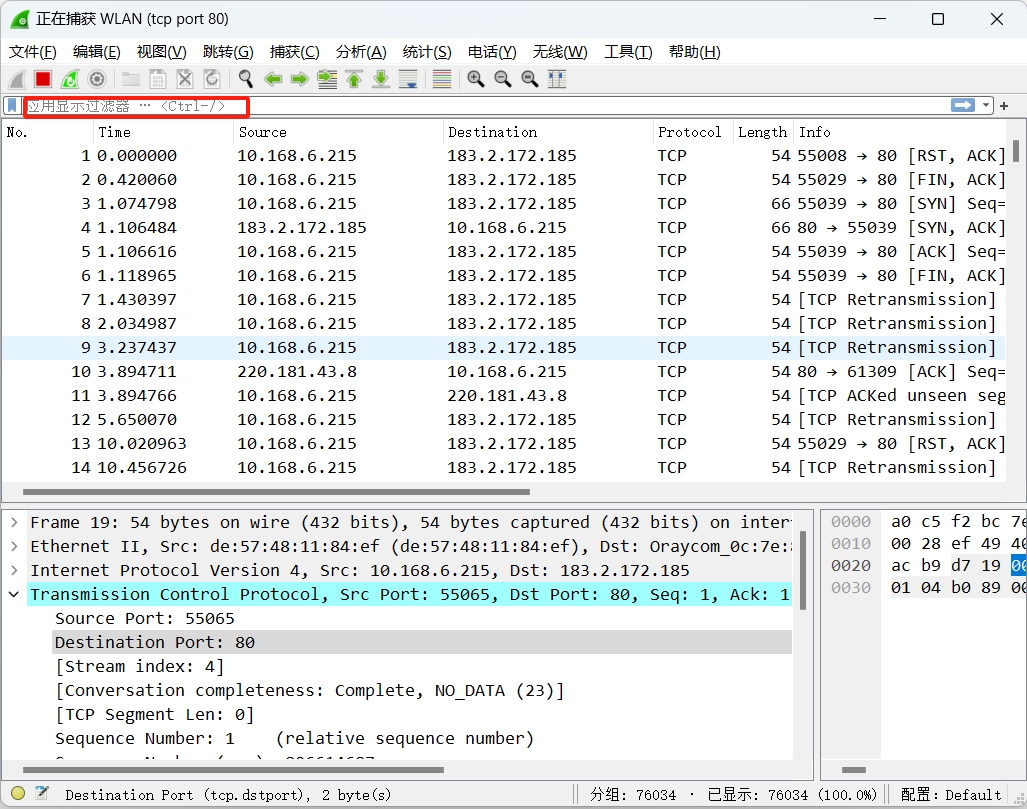 正在捕获 WLAN (tcp port 80)
文件(F) 编辑(E) 视图(V) 跳转(G) 捕获(C) 分析(A) 统计(S) 电话(Y) 无线(W) 工具(T) 帮助(H)
应用显示过滤器 … <Ctrl-/>
No. Time Source Destination Protocol Length Info
1 0.000000 10.168.6.215 183.2.172.185 TCP 54 55008 → 80 [RST, ACK]
2 0.420060 10.168.6.215 183.2.172.185 TCP 54 55029 → 80 [FIN, ACK]
3 1.074798 10.168.6.215 183.2.172.185 TCP 66 55039 → 80 [SYN] Seq=
4 1.106484 183.2.172.185 10.168.6.215 TCP 66 80 → 55039 [SYN, ACK]
5 1.106616 10.168.6.215 183.2.172.185 TCP 54 55039 → 80 [ACK] Seq=
6 1.118965 10.168.6.215 183.2.172.185 TCP 54 55039 → 80 [FIN, ACK]
7 1.430397 10.168.6.215 183.2.172.185 TCP 54 [TCP Retransmission]
8 2.034987 10.168.6.215 183.2.172.185 TCP 54 [TCP Retransmission]
9 3.237437 10.168.6.215 183.2.172.185 TCP 54 [TCP Retransmission]
10 3.894711 220.181.43.8 10.168.6.215 TCP 54 80 → 61309 [ACK] Seq=
11 3.894766 10.168.6.215 220.181.43.8 TCP 54 [TCP ACKed unseen seg
12 5.650070 10.168.6.215 183.2.172.185 TCP 54 [TCP Retransmission]
13 10.020963 10.168.6.215 183.2.172.185 TCP 54 55029 → 80 [RST, ACK]
14 10.456726 10.168.6.215 183.2.172.185 TCP 54 [TCP Retransmission]
Frame 19: 54 bytes on wire (432 bits), 54 bytes captured (432 bits) on inter
Ethernet II, Src: de:57:48:11:84:ef (de:57:48:11:84:ef), Dst: Oraycom_0c:7e:
Internet Protocol Version 4, Src: 10.168.6.215, Dst: 183.2.172.185
Transmission Control Protocol, Src Port: 55065, Dst Port: 80, Seq: 1, Ack: 1
Source Port: 55065
Destination Port: 80
[Stream index: 4]
[Conversation completeness: Complete, NO_DATA (23)]
[TCP Segment Len: 0]
Sequence Number: 1 (relative sequence number)
0000 a0 c5 f2 bc 7e
0010 00 28 ef 49 40
0020 ac b9 d7 19 00
0030 01 04 b0 89 00
Destination Port (tcp.dstport), 2 byte(s) 分组: 76034 · 已显示: 76034 (100.0%) 配置: Default